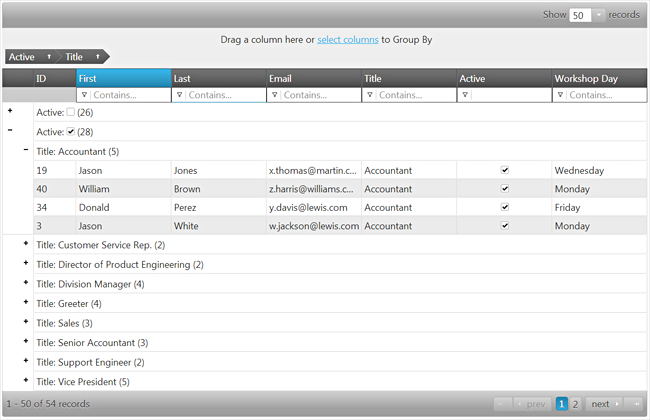 Show 50 records
Drag a column here or select columns to Group By
Active Title
ID First Last Email Title Active Workshop Day
Contains... Contains... Contains... Contains... Contains...
Active: (26)
Active: (28)
Title: Accountant (5)
19 Jason Jones x.thomas@martin.c... Accountant Wednesday
40 William Brown z.harris@williams.c... Accountant Monday
34 Donald Perez y.davis@lewis.com Accountant Friday
3 Jason White w.jackson@lewis.com Accountant Monday
Title: Customer Service Rep. (2)
Title: Director of Product Engineering (2)
Title: Division Manager (4)
Title: Greeter (4)
Title: Sales (3)
Title: Senior Accountant (3)
Title: Support Engineer (2)
Title: Vice President (5)
1 - 50 of 54 records prev 1 2 next